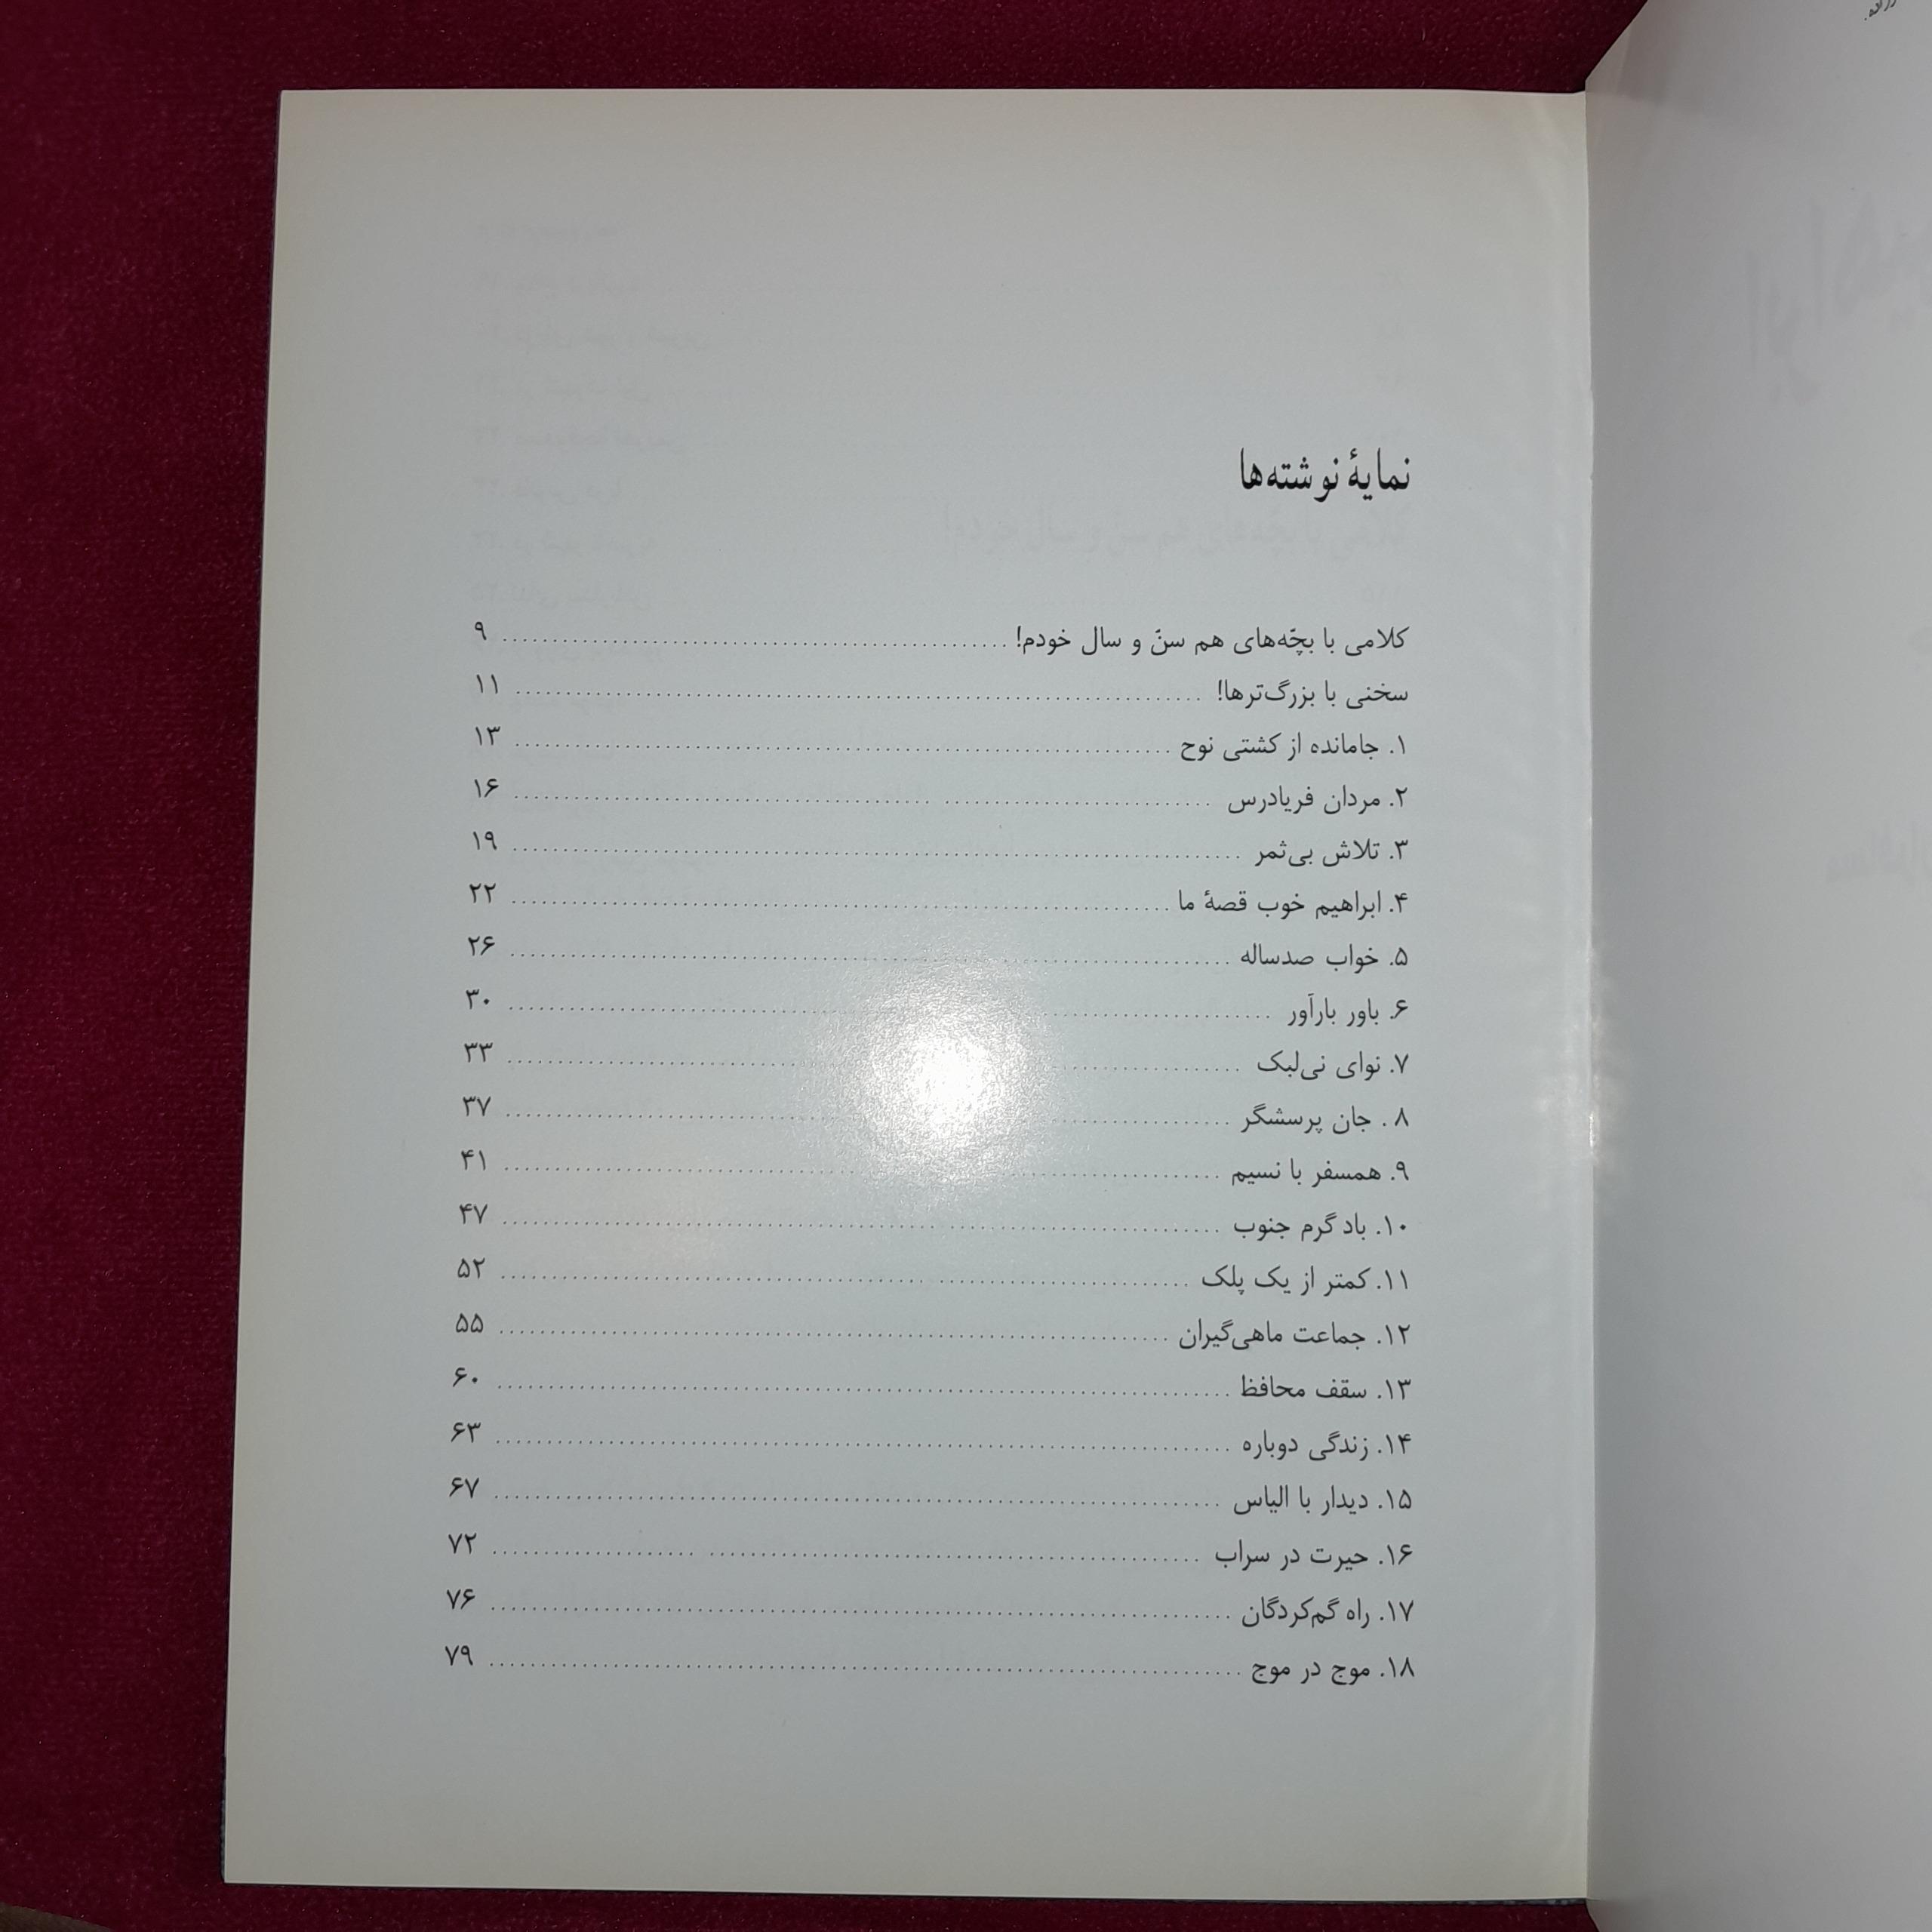 نمایهٔ نوشته‌ها
کلامی با بچّه‌های هم سنّ و سال خودم! ........ ۹
سخنی با بزرگ‌ترها! ........ ۱۱
۱. جامانده از کشتی نوح ........ ۱۳
۲. مردان فریادرس ........ ۱۶
۳. تلاش بی‌ثمر ........ ۱۹
۴. ابراهیم خوب قصهٔ ما ........ ۲۲
۵. خواب صدساله ........ ۲۶
۶. باور بارآور ........ ۳۰
۷. نوای نی‌لبک ........ ۳۳
۸ . جان پرسشگر ........ ۳۷
۹. همسفر با نسیم ........ ۴۱
۱۰. باد گرم جنوب ........ ۴۷
۱۱. کمتر از یک پلک ........ ۵۲
۱۲. جماعت ماهی‌گیران ........ ۵۵
۱۳. سقف محافظ ........ ۶۰
۱۴. زندگی دوباره ........ ۶۳
۱۵. دیدار با الیاس ........ ۶۷
۱۶. حیرت در سراب ........ ۷۲
۱۷. راه گم‌کردگان ........ ۷۶
۱۸. موج در موج ........ ۷۹